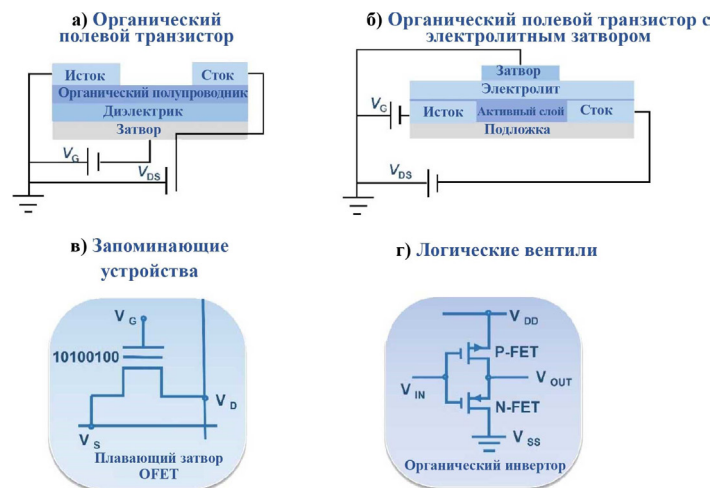 а) Органический
полевой транзистор
Исток
Сток
Органический полупроводник
Диэлектрик
Затвор
VG
VDS
б) Органический полевой транзистор с
электролитным затвором
Затвор
Электролит
VG
Исток
Активный слой
Сток
Подложка
VDS
в) Запоминающие
устройства
VG
10100100
VD
VS
Плавающий затвор
OFET
г) Логические вентили
VDD
P-FET
VIN
VOUT
N-FET
VSS
Органический инвертор